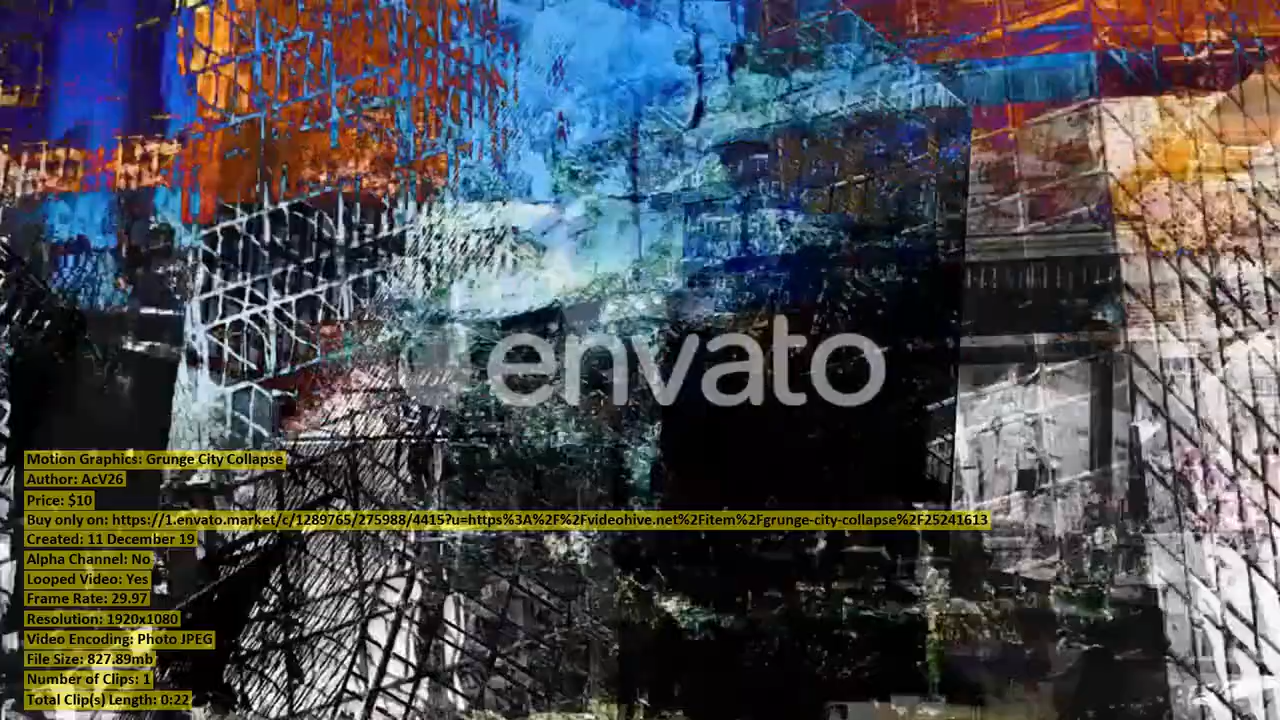 envato
Motion Graphics: Grunge City Collapse
Author: AcV26
Price: $10
Buy only on: https://1.envato.market/c/1289765/275988/4415?u=https%3A%2F%2Fvideohive.net%2Fitem%2Fgrunge-city-collapse%2F25241613
Created: 11 December 19
Alpha Channel: No
Looped Video: Yes
Frame Rate: 29.97
Resolution: 1920x1080
Video Encoding: Photo JPEG
File Size: 827.89mb
Number of Clips: 1
Total Clip(s) Length: 0:22